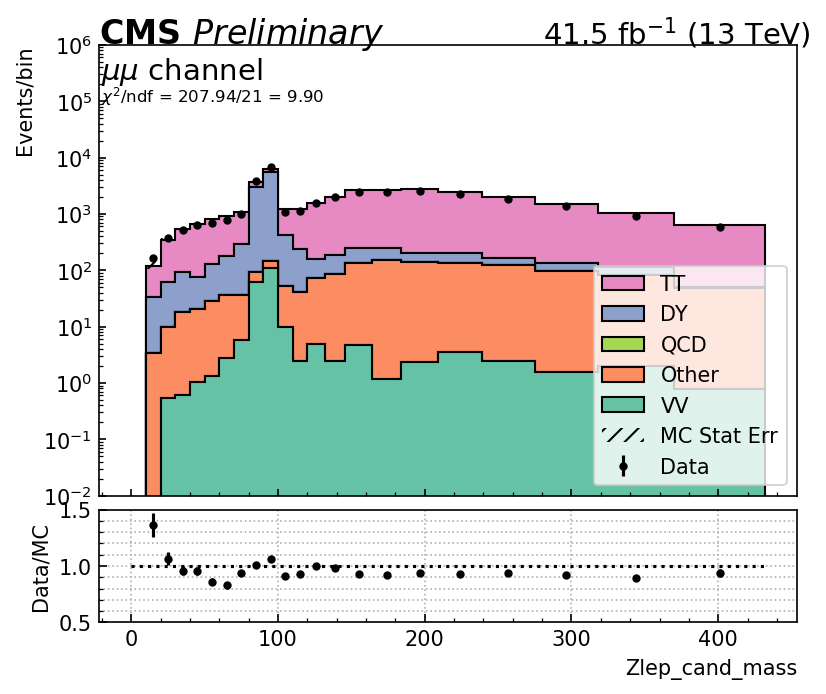 CMS Preliminary 41.5 fb⁻¹ (13 TeV)
μμ channel
χ²/ndf = 207.94/21 = 9.90
Events/bin
10⁶
10⁵
10⁴
10³
10²
10¹
10⁰
10⁻¹
10⁻²
TT
DY
QCD
Other
VV
MC Stat Err
Data
Data/MC
1.5
1.0
0.5
0 100 200 300 400
Zlep_cand_mass